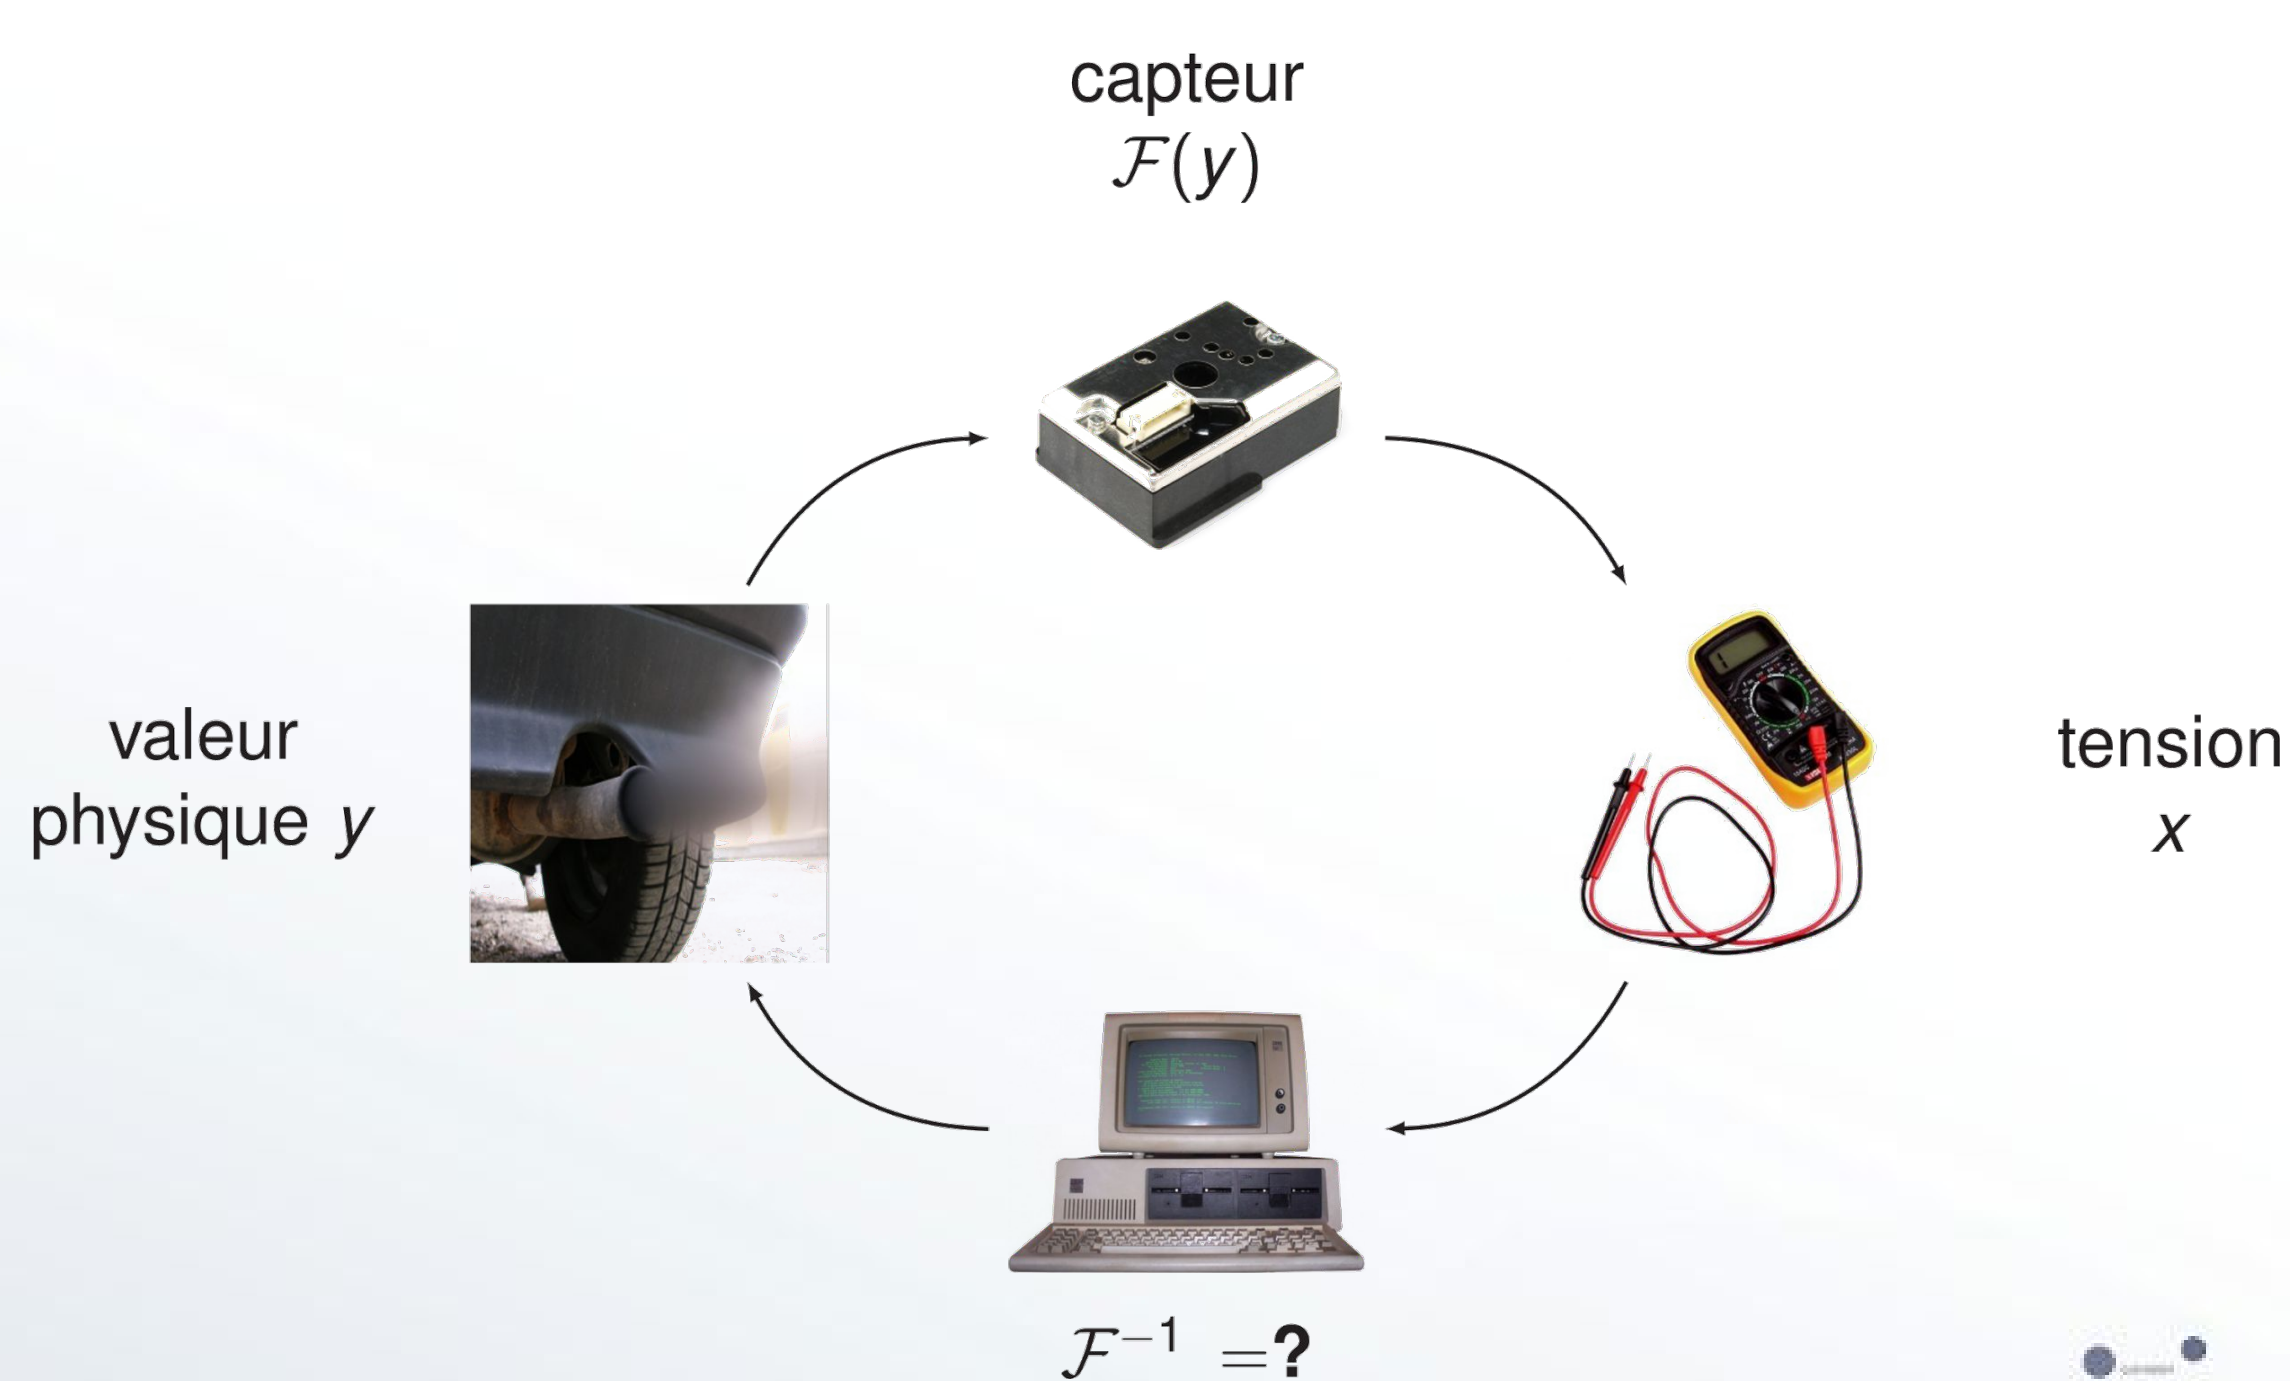 capteur
𝓕(y)
valeur
physique y
tension
x
𝓕⁻¹ =?